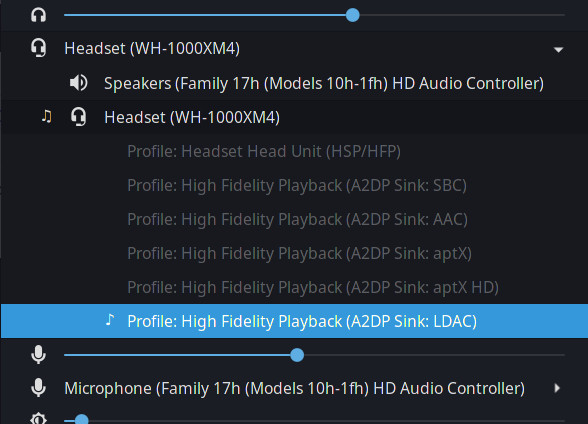 Headset (WH-1000XM4)
Speakers (Family 17h (Models 10h-1fh) HD Audio Controller)
Headset (WH-1000XM4)
Profile: Headset Head Unit (HSP/HFP)
Profile: High Fidelity Playback (A2DP Sink: SBC)
Profile: High Fidelity Playback (A2DP Sink: AAC)
Profile: High Fidelity Playback (A2DP Sink: aptX)
Profile: High Fidelity Playback (A2DP Sink: aptX HD)
Profile: High Fidelity Playback (A2DP Sink: LDAC)
Microphone (Family 17h (Models 10h-1fh) HD Audio Controller)